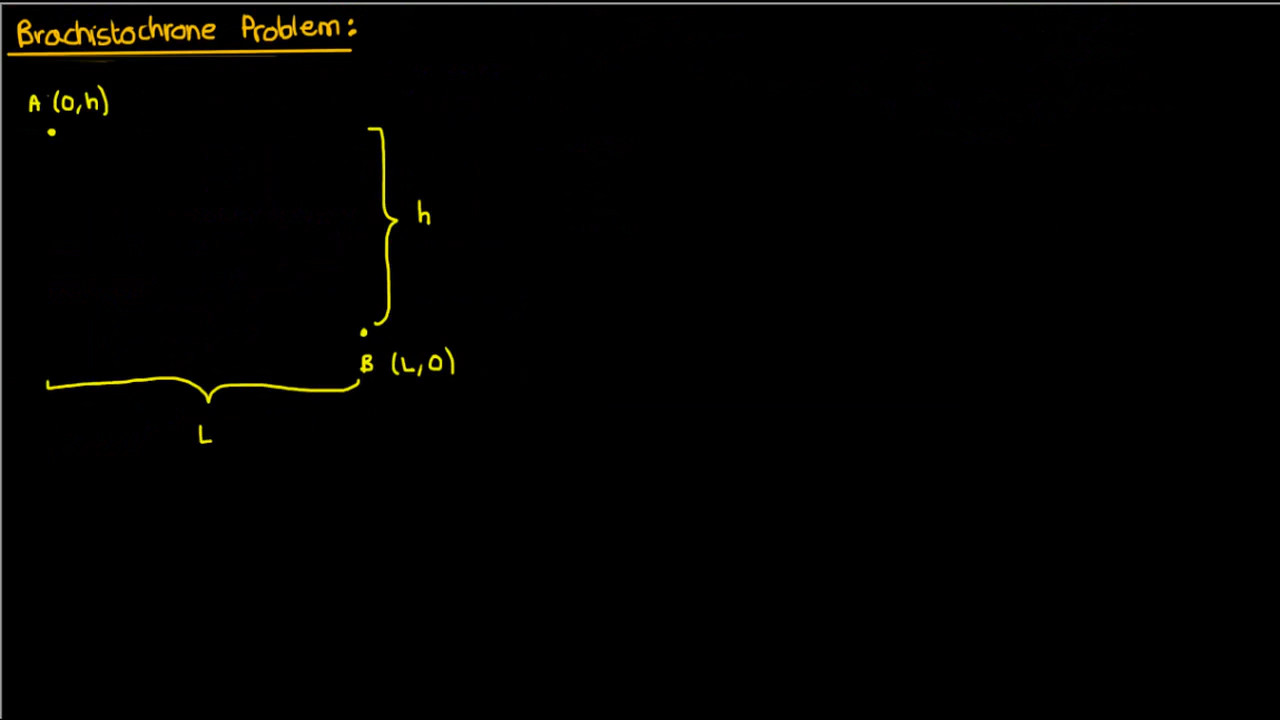 Brachistochrone Problem:
A (0,h)
h
B (L,0)
L